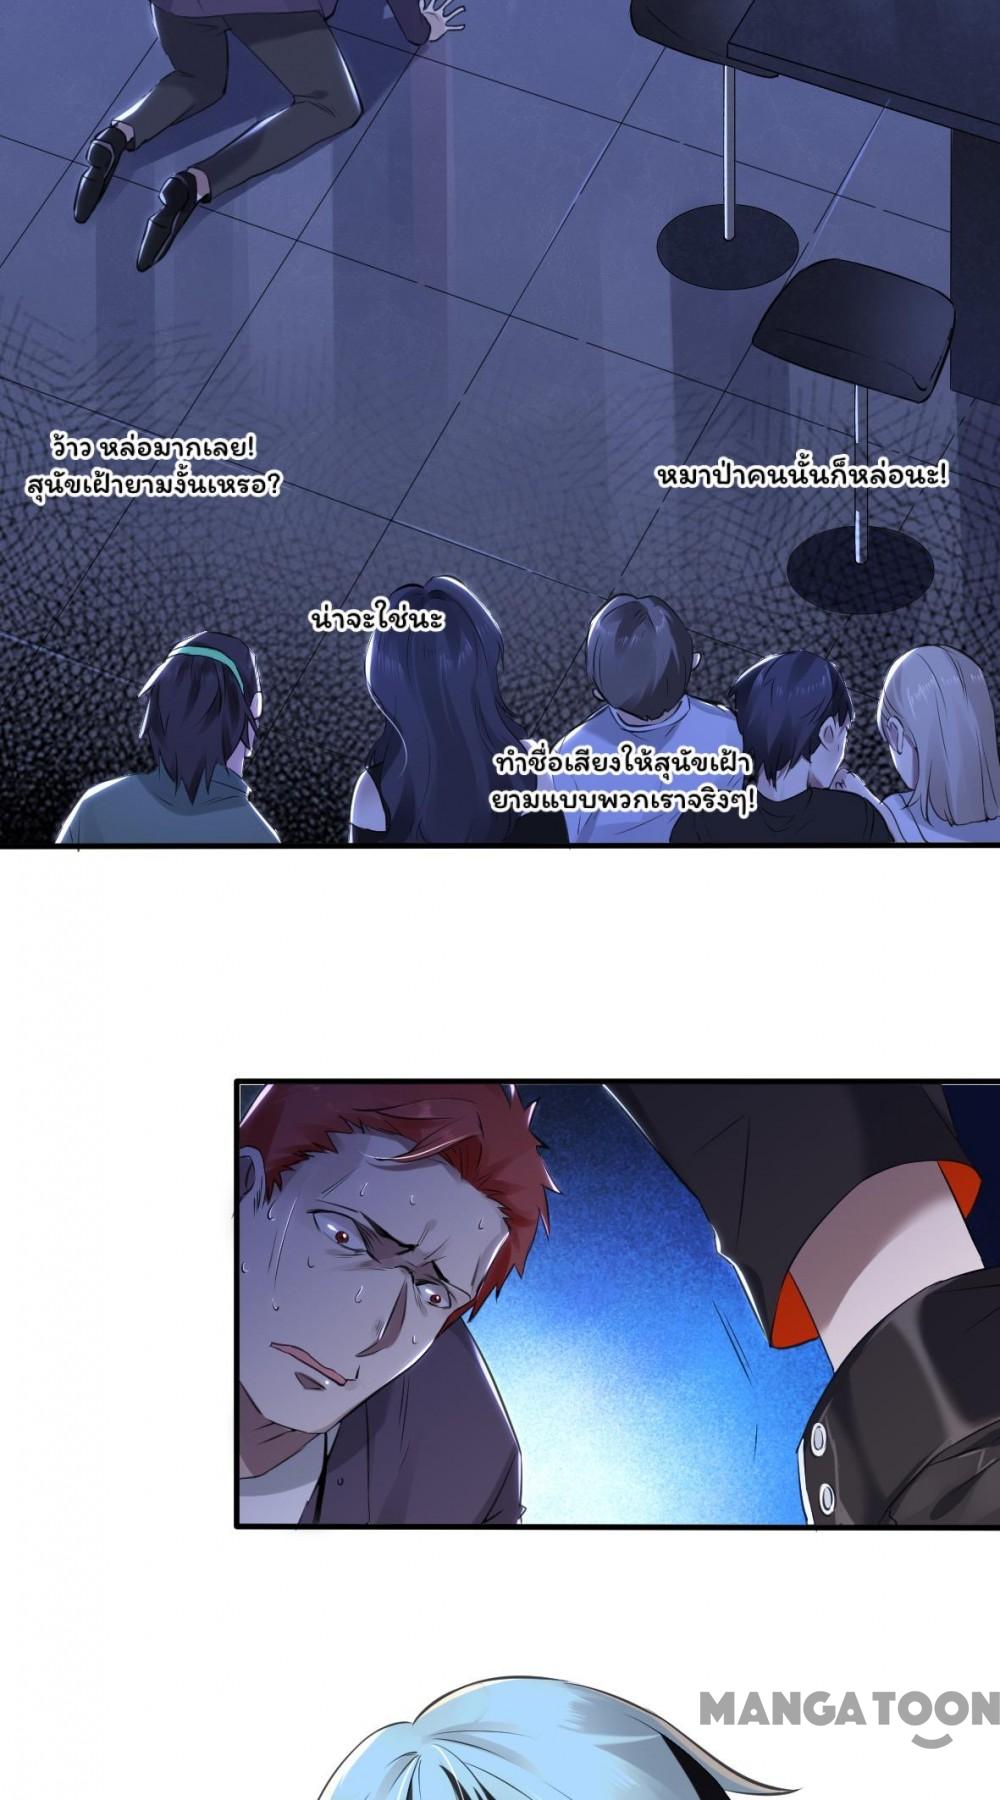 ว้าว หล่อมากเลย!
สุนัขเฝ้ายามงั้นเหรอ?
หมาป่าคนนั้นก็หล่อนะ!
น่าจะใช่นะ
ทำชื่อเสียงให้สุนัขเฝ้า
ยามแบบพวกเราจริงๆ!
MANGATOON